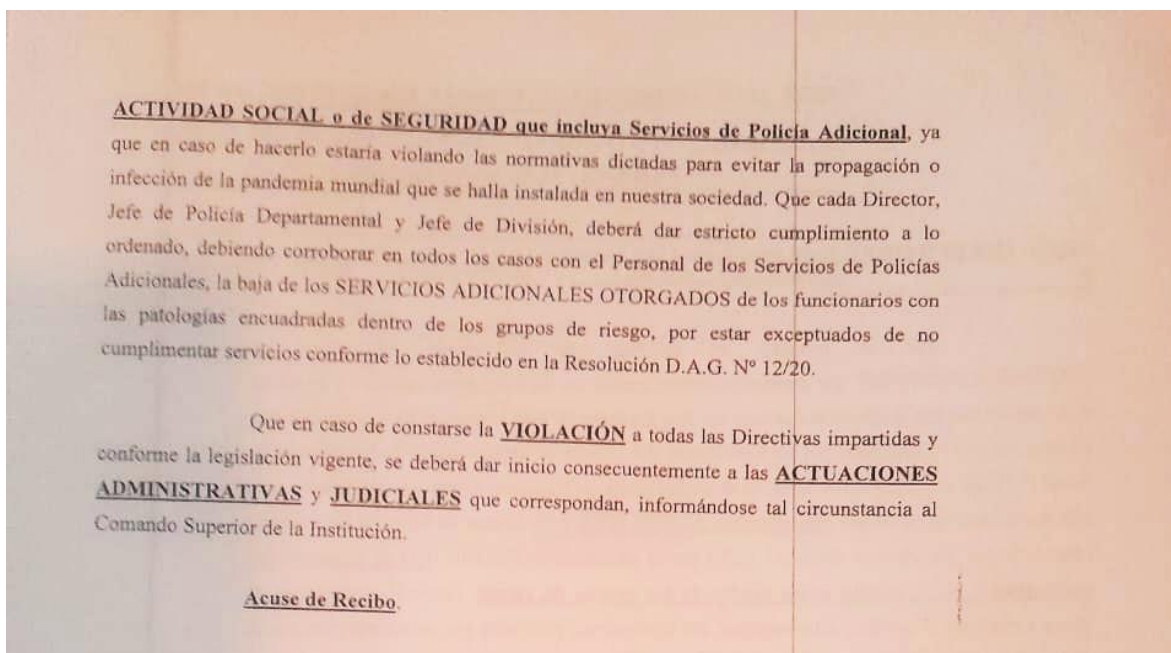 ACTIVIDAD SOCIAL o de SEGURIDAD que incluya Servicios de Policía Adicional, ya
que en caso de hacerlo estaría violando las normativas dictadas para evitar la propagación o
infección de la pandemia mundial que se halla instalada en nuestra sociedad. Que cada Director,
Jefe de Policía Departamental y Jefe de División, deberá dar estricto cumplimiento a lo
ordenado, debiendo corroborar en todos los casos con el Personal de los Servicios de Policías
Adicionales, la baja de los SERVICIOS ADICIONALES OTORGADOS de los funcionarios con
las patologías encuadradas dentro de los grupos de riesgo, por estar exceptuados de no
cumplimentar servicios conforme lo establecido en la Resolución D.A.G. Nº 12/20.
Que en caso de constarse la VIOLACIÓN a todas las Directivas impartidas y
conforme la legislación vigente, se deberá dar inicio consecuentemente a las ACTUACIONES
ADMINISTRATIVAS y JUDICIALES que correspondan, informándose tal circunstancia al
Comando Superior de la Institución.
Acuse de Recibo.